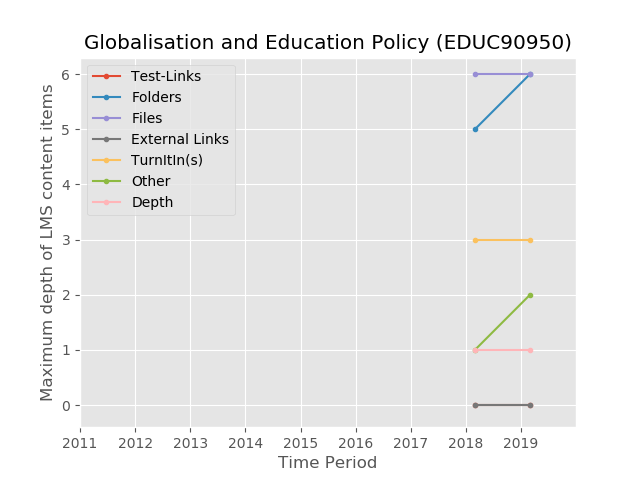 Globalisation and Education Policy (EDUC90950)
Maximum depth of LMS content items
6
5
4
3
2
1
0
Test-Links
Folders
Files
External Links
TurnItIn(s)
Other
Depth
2011 2012 2013 2014 2015 2016 2017 2018 2019
Time Period